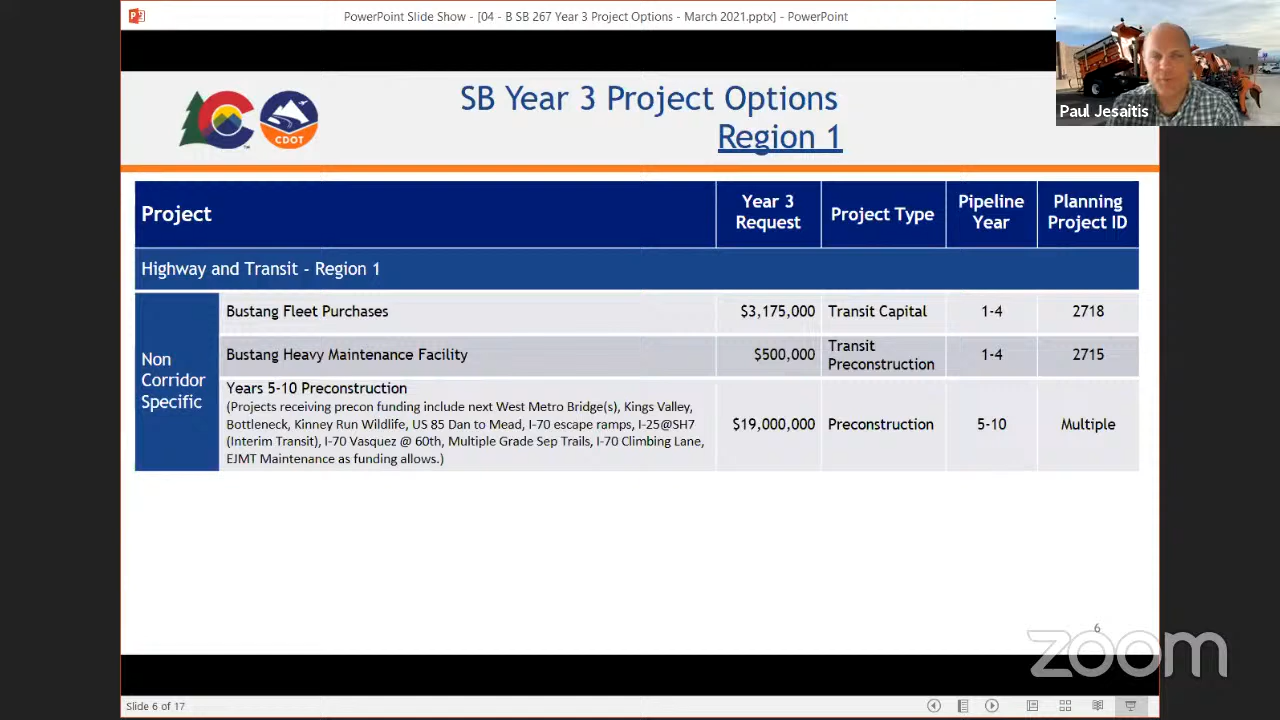 PowerPoint Slide Show - [04 - B SB 267 Year 3 Project Options - March 2021.pptx] - PowerPoint
Paul Jesaitis
CDOT
SB Year 3 Project Options
Region 1
Project
Year 3
Request
Project Type
Pipeline
Year
Planning
Project ID
Highway and Transit - Region 1
Non
Corridor
Specific
Bustang Fleet Purchases
$3,175,000
Transit Capital
1-4
2718
Bustang Heavy Maintenance Facility
$500,000
Transit
Preconstruction
1-4
2715
Years 5-10 Preconstruction
(Projects receiving precon funding include next West Metro Bridge(s), Kings Valley,
Bottleneck, Kinney Run Wildlife, US 85 Dan to Mead, I-70 escape ramps, I-25@SH7
(Interim Transit), I-70 Vasquez @ 60th, Multiple Grade Sep Trails, I-70 Climbing Lane,
EJMT Maintenance as funding allows.)
$19,000,000
Preconstruction
5-10
Multiple
6
zoom
Slide 6 of 17